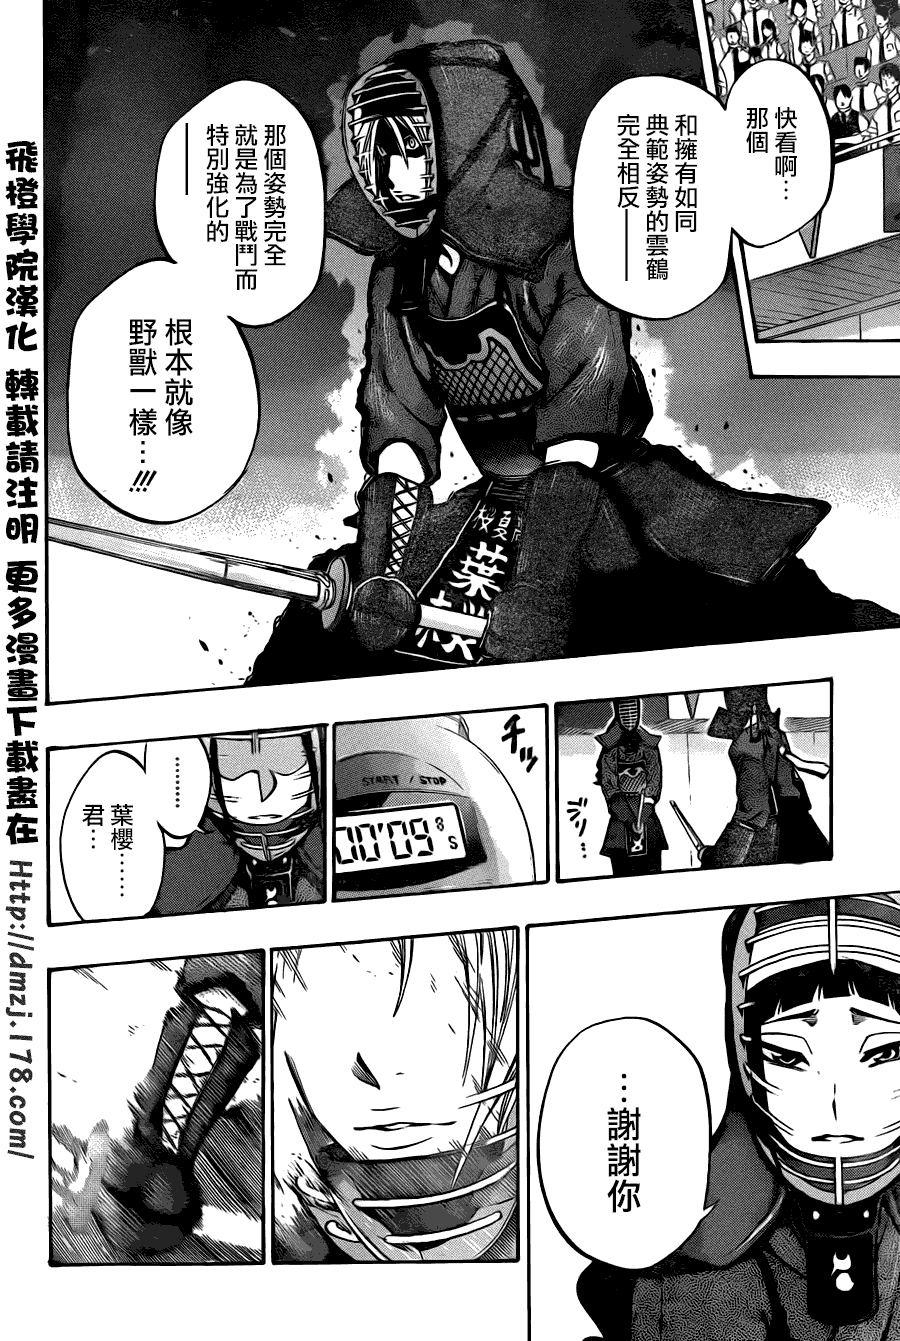 快看啊…
那個
和擁有如同
典範姿勢的雲鶴
完全相反——
那個姿勢完全
就是為了戰鬥而
特別強化的
——
根本就像
野獸一樣…!!!
葉櫻
チッ
START / STOP
00'09 8
S
………
葉櫻……
君…
…謝謝你
飛橙學院漢化 轉載請注明 更多漫畫下載盡在 Http://dmzj.178.com/